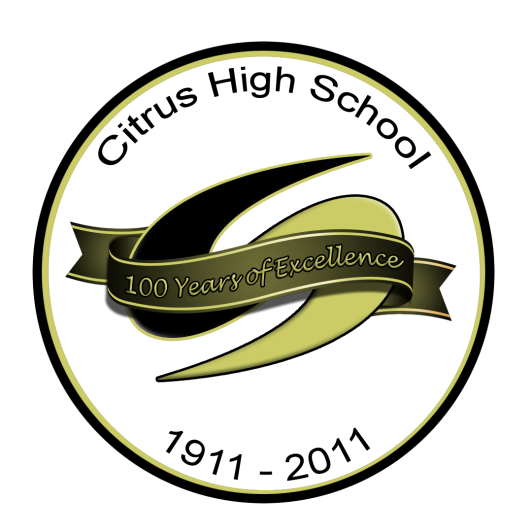 Citrus High School
100 Years of Excellence
1911 - 2011